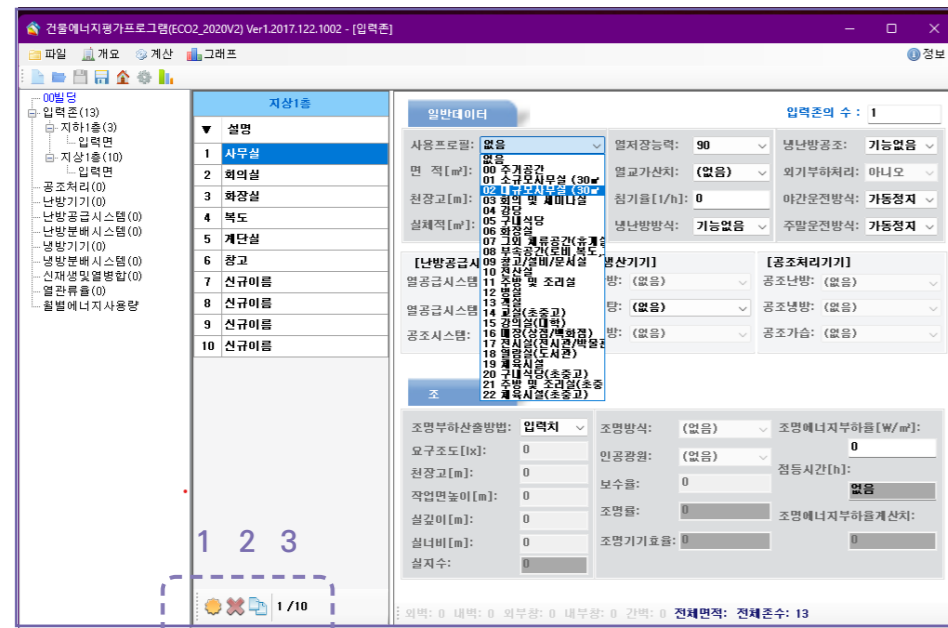 건물에너지평가프로그램(ECO2_2020V2) Ver1.2017.122.1002 - [입력존]
파일 개요 계산 그래프 정보
00빌딩
입력존(13)
지하1층(3)
입력면
지상1층(10)
입력면
공조처리(0)
난방기기(0)
난방공급시스템(0)
난방분배시스템(0)
냉방기기(0)
냉방분배시스템(0)
신재생및열병합(0)
열관류율(0)
월별에너지사용량
지상1층
▼ 설명
1 사무실
2 회의실
3 화장실
4 복도
5 계단실
6 창고
7 신규이름
8 신규이름
9 신규이름
10 신규이름
1 2 3
1 /10
일반데이터
입력존의 수 : 1
사용프로필: 없음
열저장능력: 90
냉난방공조: 기능없음
면 적[㎡]:
열교가산치: (없음)
외기부하처리: 아니오
천장고[m]:
침기율[1/h]: 0
야간운전방식: 가동정지
실체적[㎥]:
냉난방방식: 기능없음
주말운전방식: 가동정지
없음
00 주거공간
01 소규모사무실 (30㎡
02 대규모사무실 (30㎡
03 회의 및 세미나실
04 강당
05 구내식당
06 화장실
07 그외 체류공간(휴게실
08 부속공간(로비,복도,
09 창고/설비/문서실
10 전산실
11 주방 및 조리실
12 병실
13 객실
14 교실(초중고)
15 강의실(대학)
16 매장(상점/백화점)
17 전시실(전시관/박물관
18 열람실(도서관)
19 체육시설
20 구내식당(초중고)
21 주방 및 조리실(초중
22 체육시설(초중고)
[난방공급시
생산기기]
[공조처리기기]
열공급시스템
방: (없음)
공조난방: (없음)
열공급시스템
탕: (없음)
공조냉방: (없음)
공조시스템:
방: (없음)
공조가습: (없음)
조
조명부하산출방법: 입력치
조명방식: (없음)
조명에너지부하율[W/㎡]:
0
요구조도[lx]: 0
인공광원: (없음)
점등시간[h]:
없음
천장고[m]: 0
보수율: 0
작업면높이[m]: 0
조명률: 0
조명에너지부하율계산치:
0
실깊이[m]: 0
실너비[m]: 0
조명기기효율: 0
실지수: 0
외벽: 0 내벽: 0 외부창: 0 내부창: 0 간벽: 0 전체면적: 전체존수: 13